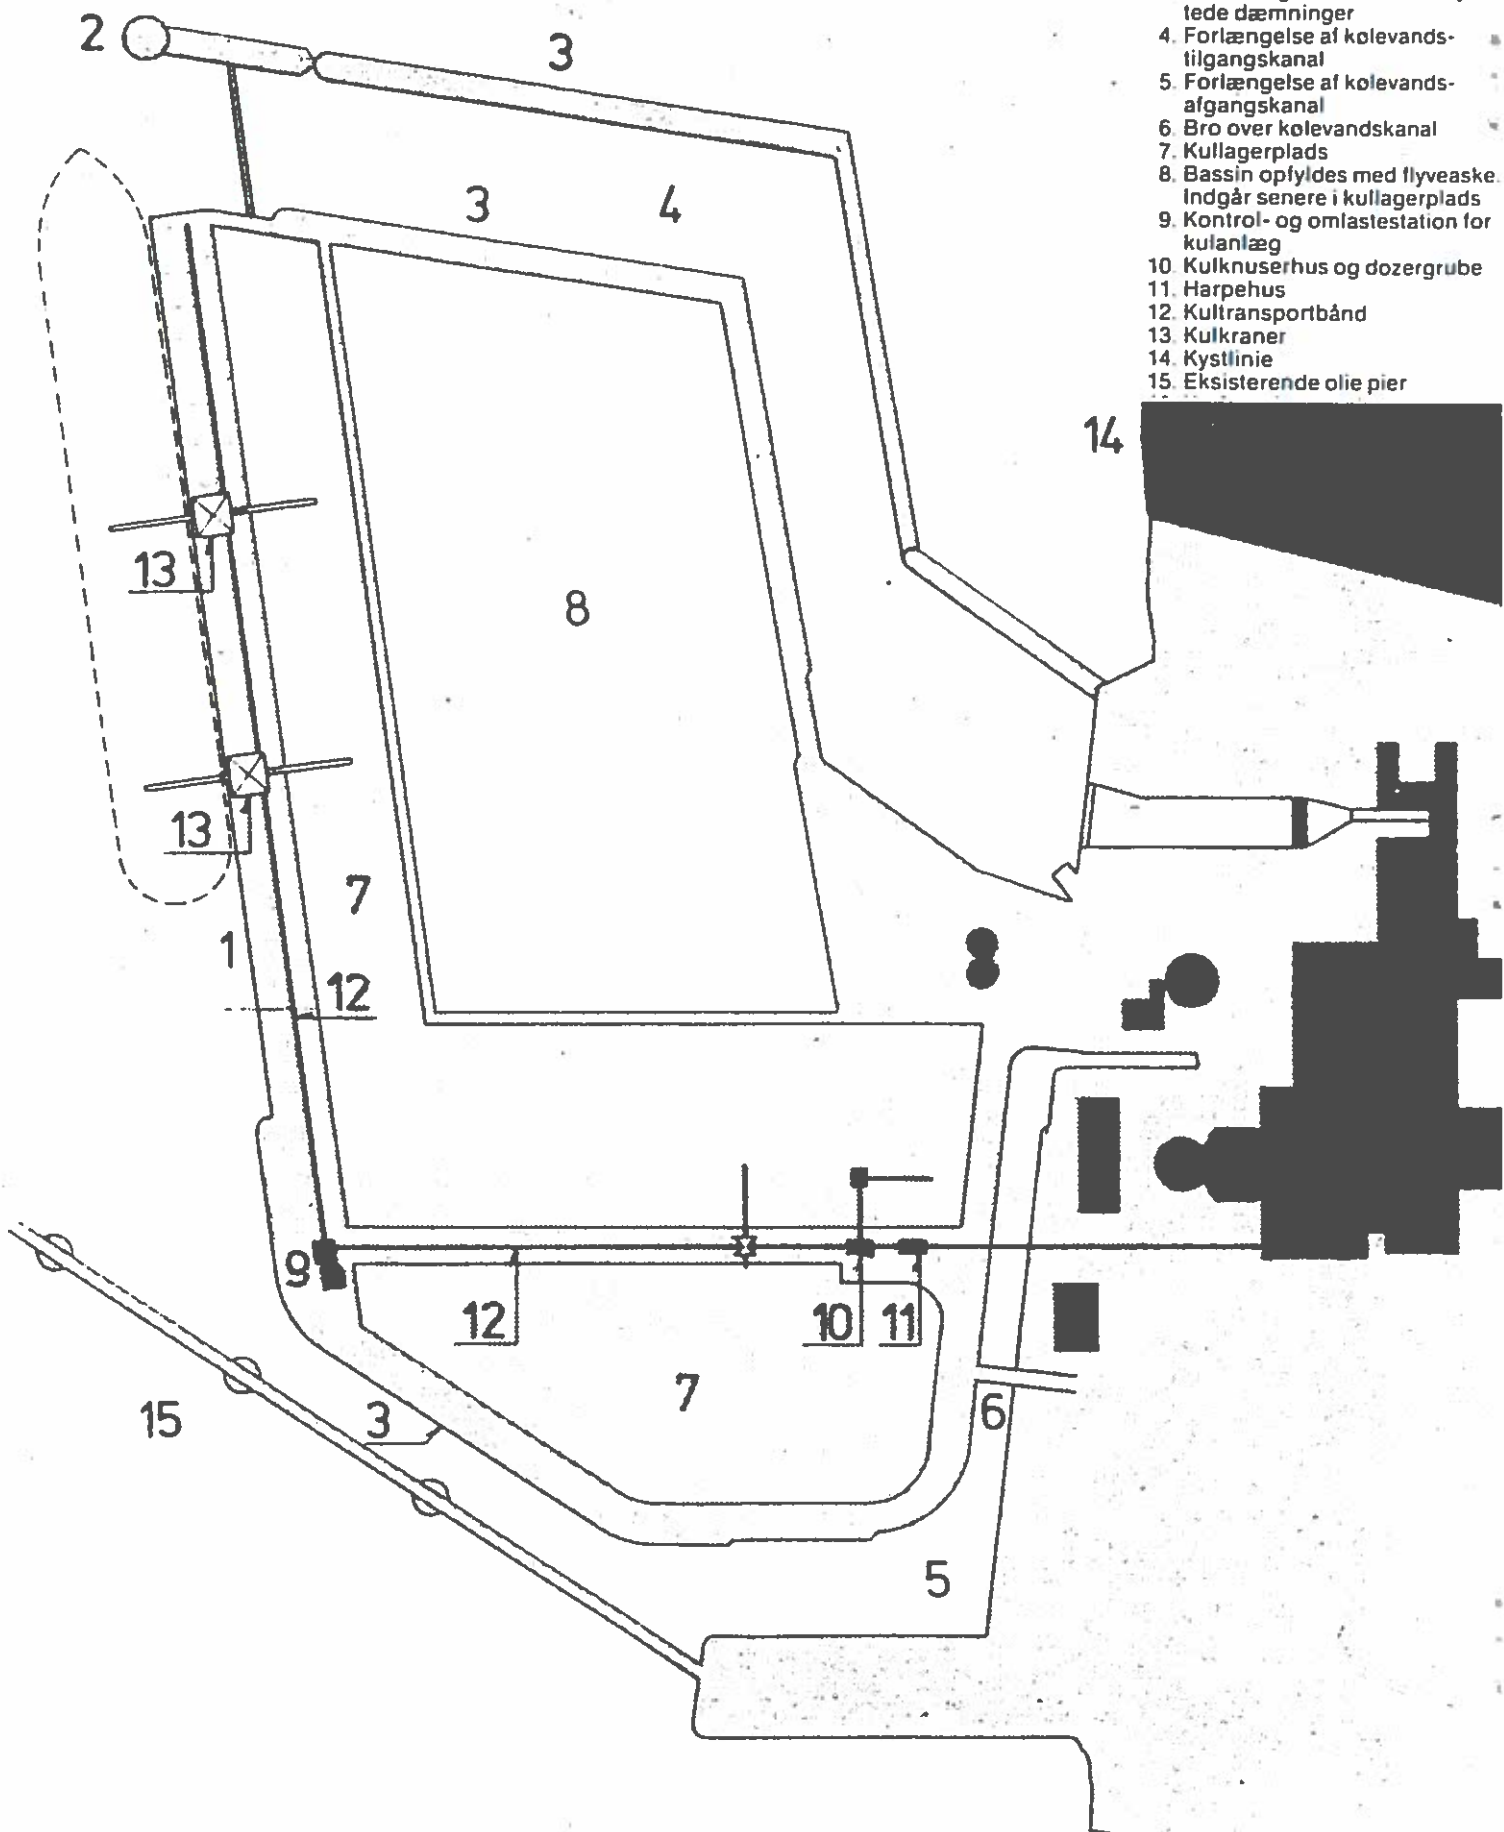 tede dæmninger
4. Forlængelse af kølevands-
tilgangskanal
5. Forlængelse af kølevands-
afgangskanal
6. Bro over kølevandskanal
7. Kullagerplads
8. Bassin opfyldes med flyveaske.
Indgår senere i kullagerplads
9. Kontrol- og omlastestation for
kulanlæg
10. Kulknuserhus og dozergrube
11. Harpehus
12. Kultransportbånd
13. Kulkraner
14. Kystlinie
15. Eksisterende olie pier
2
3
3
4
14
13
8
13
7
1
12
9
12
10
11
7
6
15
3
5